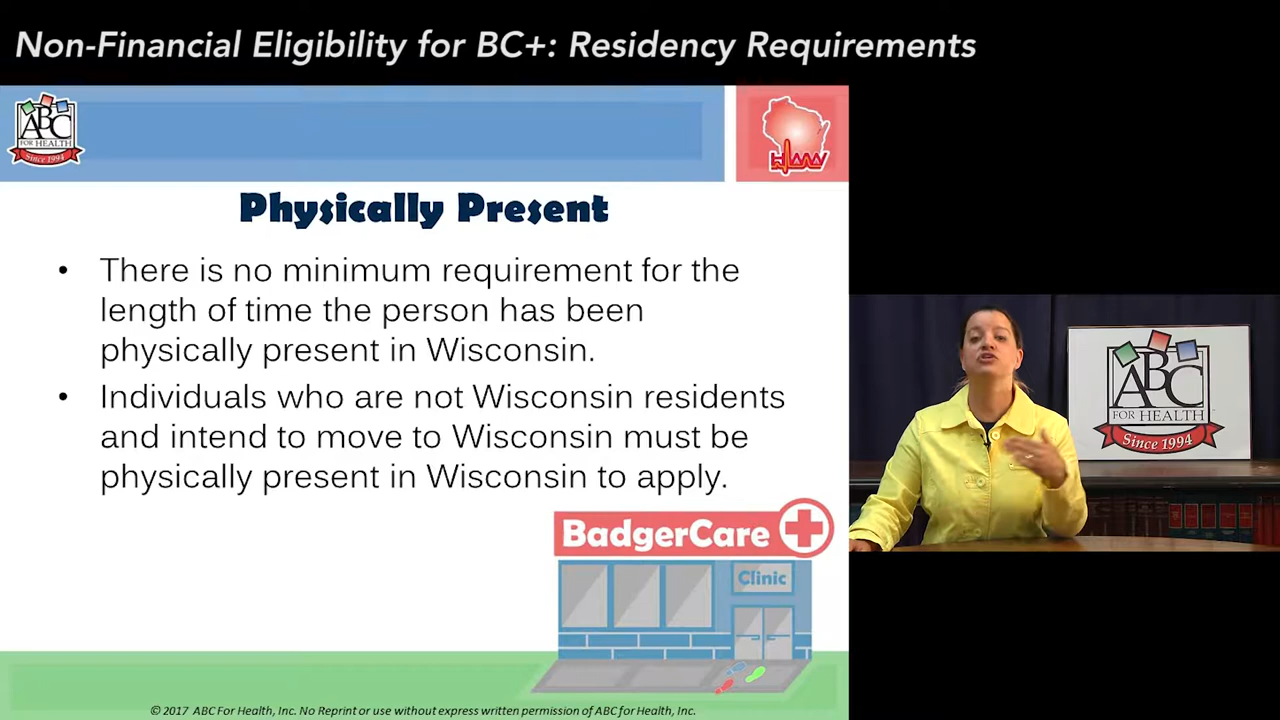 Non-Financial Eligibility for BC+: Residency Requirements
ABC
FOR HEALTH
Since 1994
Physically Present
• There is no minimum requirement for the
length of time the person has been
physically present in Wisconsin.
• Individuals who are not Wisconsin residents
and intend to move to Wisconsin must be
physically present in Wisconsin to apply.
BadgerCare
Clinic
ABC
FOR HEALTH
Since 1994
© 2017 ABC For Health, Inc. No Reprint or use without express written permission of ABC for Health, Inc.